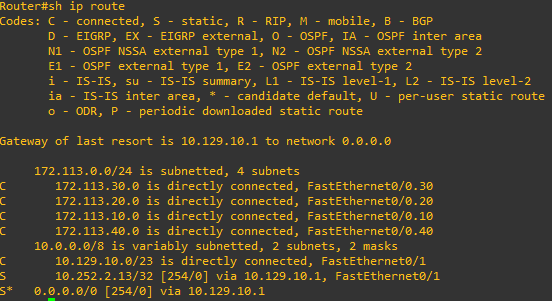 Router#sh ip route
Codes: C - connected, S - static, R - RIP, M - mobile, B - BGP
       D - EIGRP, EX - EIGRP external, O - OSPF, IA - OSPF inter area
       N1 - OSPF NSSA external type 1, N2 - OSPF NSSA external type 2
       E1 - OSPF external type 1, E2 - OSPF external type 2
       i - IS-IS, su - IS-IS summary, L1 - IS-IS level-1, L2 - IS-IS level-2
       ia - IS-IS inter area, * - candidate default, U - per-user static route
       o - ODR, P - periodic downloaded static route
Gateway of last resort is 10.129.10.1 to network 0.0.0.0
     172.113.0.0/24 is subnetted, 4 subnets
C       172.113.30.0 is directly connected, FastEthernet0/0.30
C       172.113.20.0 is directly connected, FastEthernet0/0.20
C       172.113.10.0 is directly connected, FastEthernet0/0.10
C       172.113.40.0 is directly connected, FastEthernet0/0.40
     10.0.0.0/8 is variably subnetted, 2 subnets, 2 masks
C       10.129.10.0/23 is directly connected, FastEthernet0/1
S       10.252.2.13/32 [254/0] via 10.129.10.1, FastEthernet0/1
S*   0.0.0.0/0 [254/0] via 10.129.10.1